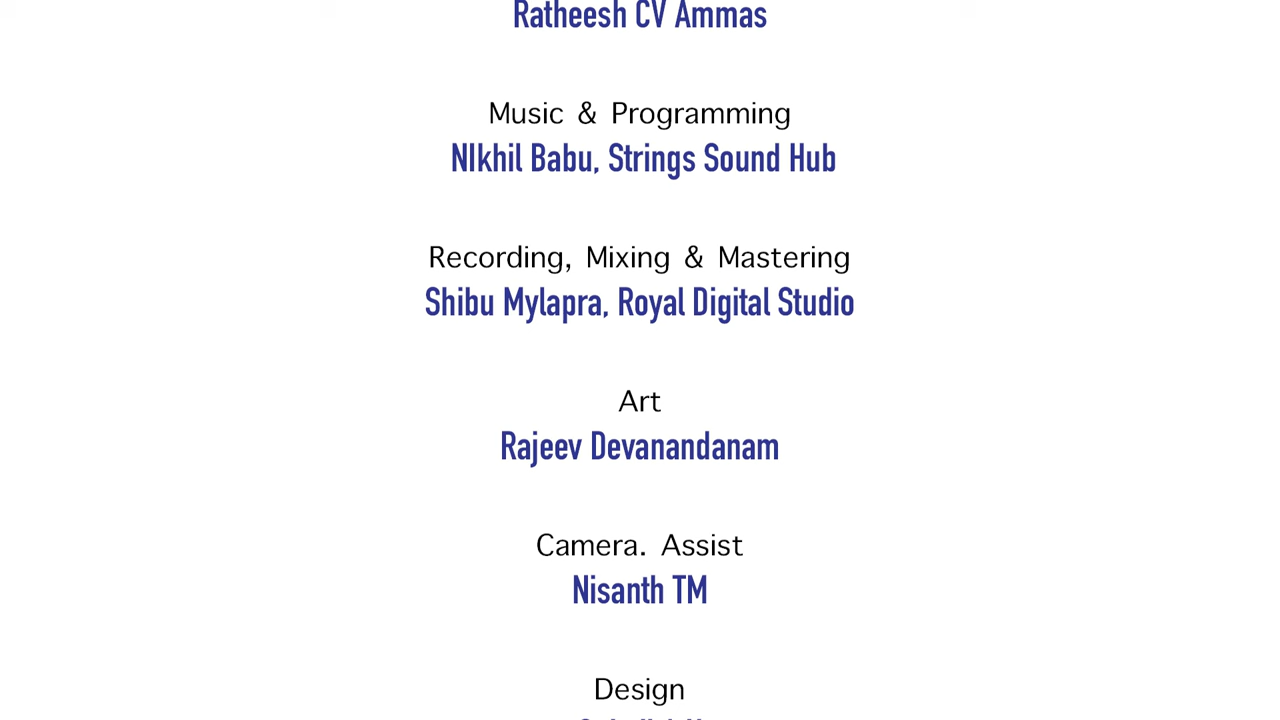 Ratheesh CV Ammas
Music & Programming
NIkhil Babu, Strings Sound Hub
Recording, Mixing & Mastering
Shibu Mylapra, Royal Digital Studio
Art
Rajeev Devanandanam
Camera. Assist
Nisanth TM
Design